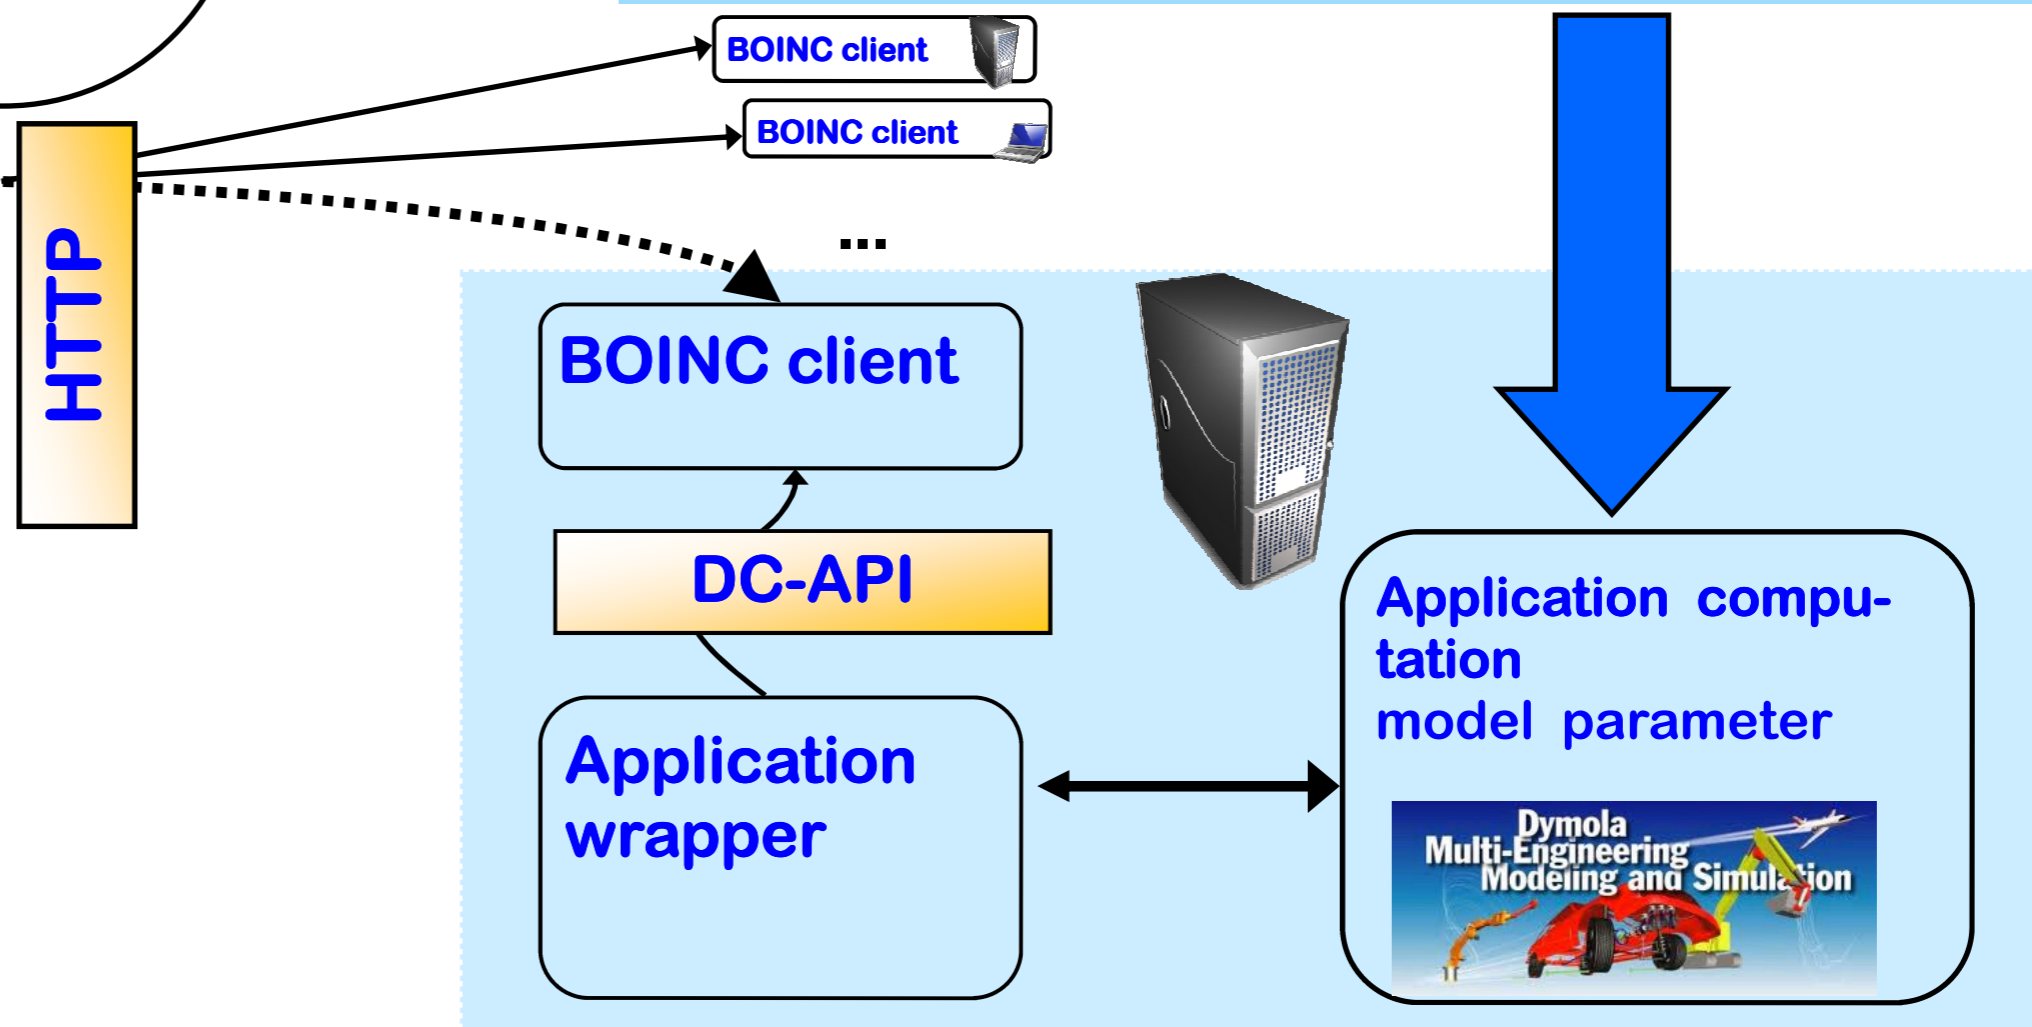 BOINC client
BOINC client
HTTP
...
BOINC client
DC-API
Application
wrapper
Application compu-
tation
model parameter
Dymola
Multi-Engineering
Modeling and Simulation